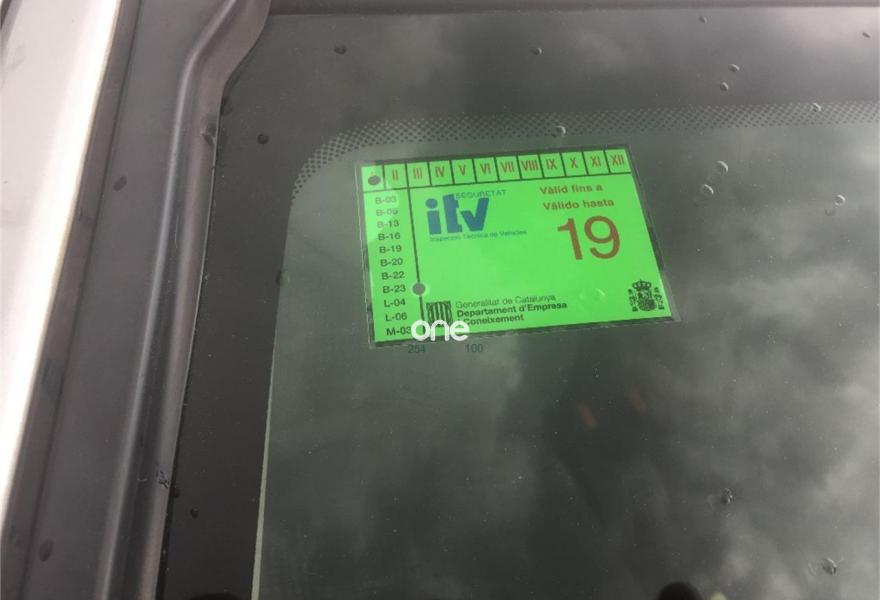 II III IV V VI VII VIII IX X XI XII
SEGURETAT
itv
Inspecció Tècnica de Vehicles
Vàlid fins a
Válido hasta
19
B-03
B-09
B-13
B-16
B-19
B-20
B-22
B-23
L-04
L-06
M-03
Generalitat de Catalunya
Departament d'Empresa
i Coneixement
one
254 100